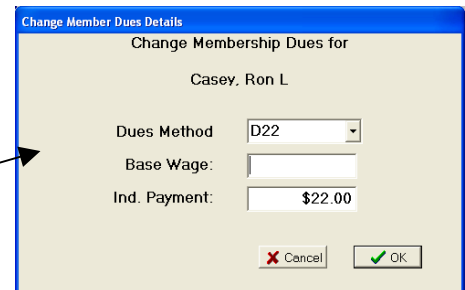 Change Member Dues Details
Change Membership Dues for
Casey, Ron L
Dues Method D22
Base Wage:
Ind. Payment: $22.00
Cancel OK